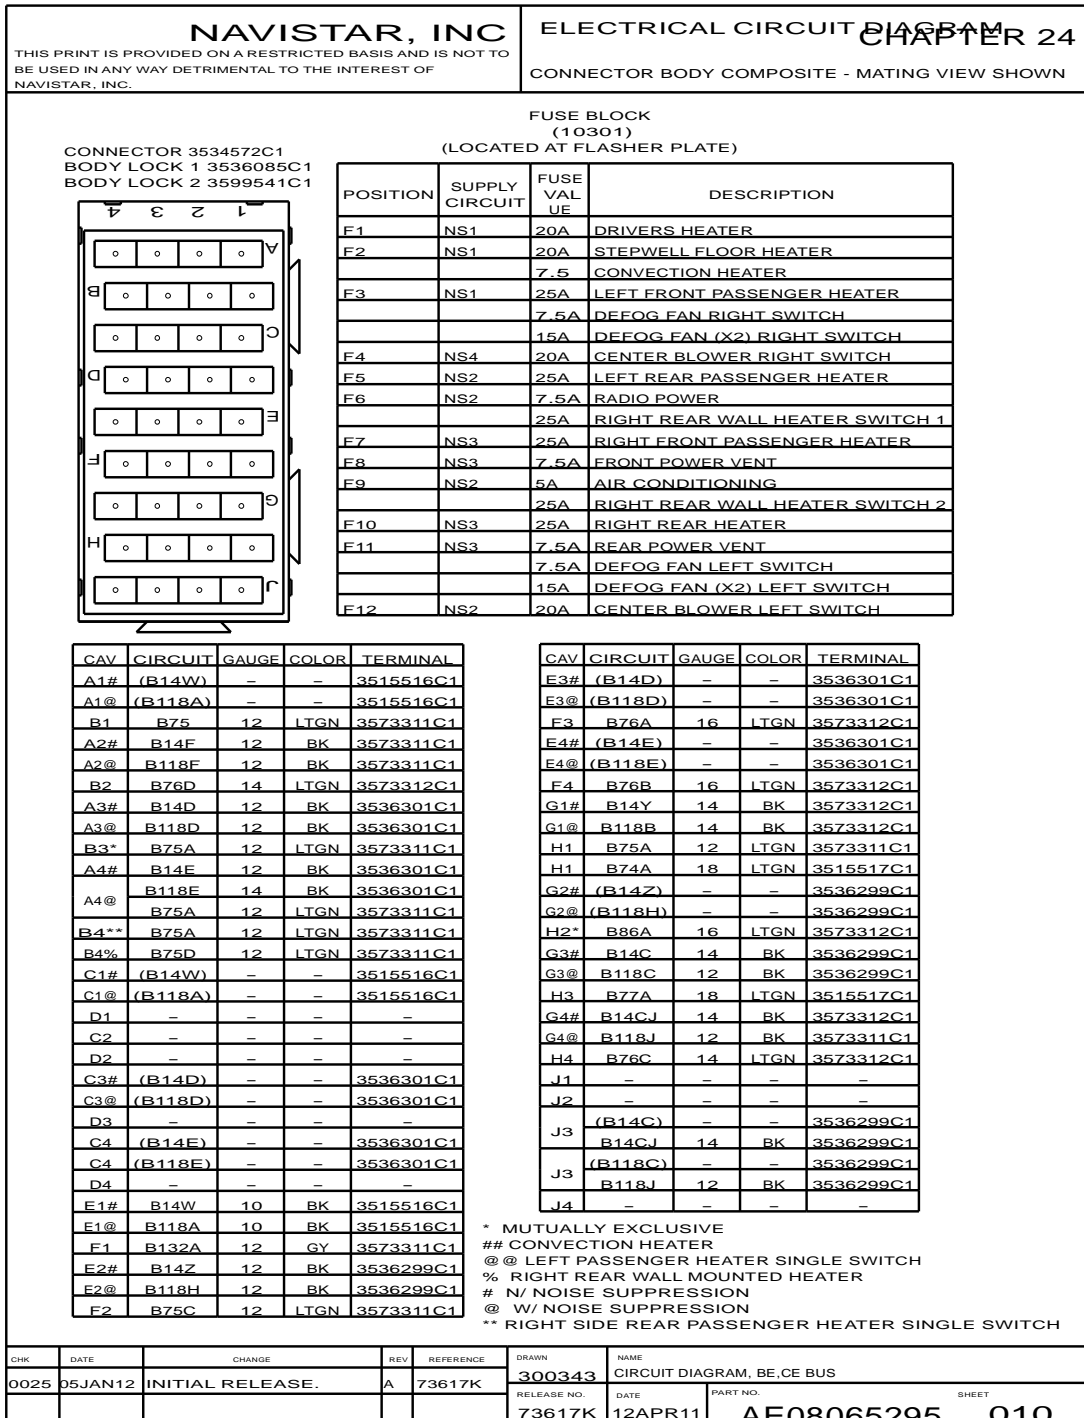 NAVISTAR, INC
THIS PRINT IS PROVIDED ON A RESTRICTED BASIS AND IS NOT TO
BE USED IN ANY WAY DETRIMENTAL TO THE INTEREST OF
NAVISTAR, INC.
ELECTRICAL CIRCUIT DIAGRAM
CHAPTER 24
CONNECTOR BODY COMPOSITE - MATING VIEW SHOWN
FUSE BLOCK
(10301)
(LOCATED AT FLASHER PLATE)
CONNECTOR 3534572C1
BODY LOCK 1 3536085C1
BODY LOCK 2 3599541C1
4 3 2 1
A
B
C
D
E
F
G
H
J
POSITION SUPPLY CIRCUIT FUSE VAL UE DESCRIPTION
F1 NS1 20A DRIVERS HEATER
F2 NS1 20A STEPWELL FLOOR HEATER
7.5 CONVECTION HEATER
F3 NS1 25A LEFT FRONT PASSENGER HEATER
7.5A DEFOG FAN RIGHT SWITCH
15A DEFOG FAN (X2) RIGHT SWITCH
F4 NS4 20A CENTER BLOWER RIGHT SWITCH
F5 NS2 25A LEFT REAR PASSENGER HEATER
F6 NS2 7.5A RADIO POWER
25A RIGHT REAR WALL HEATER SWITCH 1
F7 NS3 25A RIGHT FRONT PASSENGER HEATER
F8 NS3 7.5A FRONT POWER VENT
F9 NS2 5A AIR CONDITIONING
25A RIGHT REAR WALL HEATER SWITCH 2
F10 NS3 25A RIGHT REAR HEATER
F11 NS3 7.5A REAR POWER VENT
7.5A DEFOG FAN LEFT SWITCH
15A DEFOG FAN (X2) LEFT SWITCH
F12 NS2 20A CENTER BLOWER LEFT SWITCH
CAV CIRCUIT GAUGE COLOR TERMINAL
A1# (B14W) – – 3515516C1
A1@ (B118A) – – 3515516C1
B1 B75 12 LTGN 3573311C1
A2# B14F 12 BK 3573311C1
A2@ B118F 12 BK 3573311C1
B2 B76D 14 LTGN 3573312C1
A3# B14D 12 BK 3536301C1
A3@ B118D 12 BK 3536301C1
B3* B75A 12 LTGN 3573311C1
A4# B14E 12 BK 3536301C1
A4@ B118E 14 BK 3536301C1
B75A 12 LTGN 3573311C1
B4** B75A 12 LTGN 3573311C1
B4% B75D 12 LTGN 3573311C1
C1# (B14W) – – 3515516C1
C1@ (B118A) – – 3515516C1
D1 – – – –
C2 – – – –
D2 – – – –
C3# (B14D) – – 3536301C1
C3@ (B118D) – – 3536301C1
D3 – – – –
C4 (B14E) – – 3536301C1
C4 (B118E) – – 3536301C1
D4 – – – –
E1# B14W 10 BK 3515516C1
E1@ B118A 10 BK 3515516C1
F1 B132A 12 GY 3573311C1
E2# B14Z 12 BK 3536299C1
E2@ B118H 12 BK 3536299C1
F2 B75C 12 LTGN 3573311C1
CAV CIRCUIT GAUGE COLOR TERMINAL
E3# (B14D) – – 3536301C1
E3@ (B118D) – – 3536301C1
F3 B76A 16 LTGN 3573312C1
E4# (B14E) – – 3536301C1
E4@ (B118E) – – 3536301C1
F4 B76B 16 LTGN 3573312C1
G1# B14Y 14 BK 3573312C1
G1@ B118B 14 BK 3573312C1
H1 B75A 12 LTGN 3573311C1
H1 B74A 18 LTGN 3515517C1
G2# (B14Z) – – 3536299C1
G2@ (B118H) – – 3536299C1
H2* B86A 16 LTGN 3573312C1
G3# B14C 14 BK 3536299C1
G3@ B118C 12 BK 3536299C1
H3 B77A 18 LTGN 3515517C1
G4# B14CJ 14 BK 3573312C1
G4@ B118J 12 BK 3573311C1
H4 B76C 14 LTGN 3573312C1
J1 – – – –
J2 – – – –
J3 (B14C) – – 3536299C1
B14CJ 14 BK 3536299C1
J3 (B118C) – – 3536299C1
B118J 12 BK 3536299C1
J4 – – – –
* MUTUALLY EXCLUSIVE
## CONVECTION HEATER
@@ LEFT PASSENGER HEATER SINGLE SWITCH
% RIGHT REAR WALL MOUNTED HEATER
# N/ NOISE SUPPRESSION
@ W/ NOISE SUPPRESSION
** RIGHT SIDE REAR PASSENGER HEATER SINGLE SWITCH
CHK DATE CHANGE REV REFERENCE
0025 05JAN12 INITIAL RELEASE. A 73617K
DRAWN
300343
NAME
CIRCUIT DIAGRAM, BE,CE BUS
RELEASE NO.
73617K
DATE
12APR11
PART NO.
AE08065295
SHEET
010